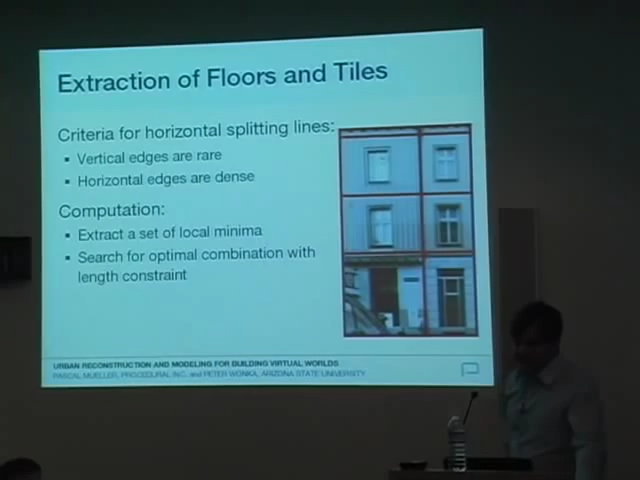 Extraction of Floors and Tiles
Criteria for horizontal splitting lines:
▪ Vertical edges are rare
▪ Horizontal edges are dense
Computation:
▪ Extract a set of local minima
▪ Search for optimal combination with
length constraint
URBAN RECONSTRUCTION AND MODELING FOR BUILDING VIRTUAL WORLDS
PASCAL MUELLER, PROCEDURAL INC. and PETER WONKA, ARIZONA STATE UNIVERSITY